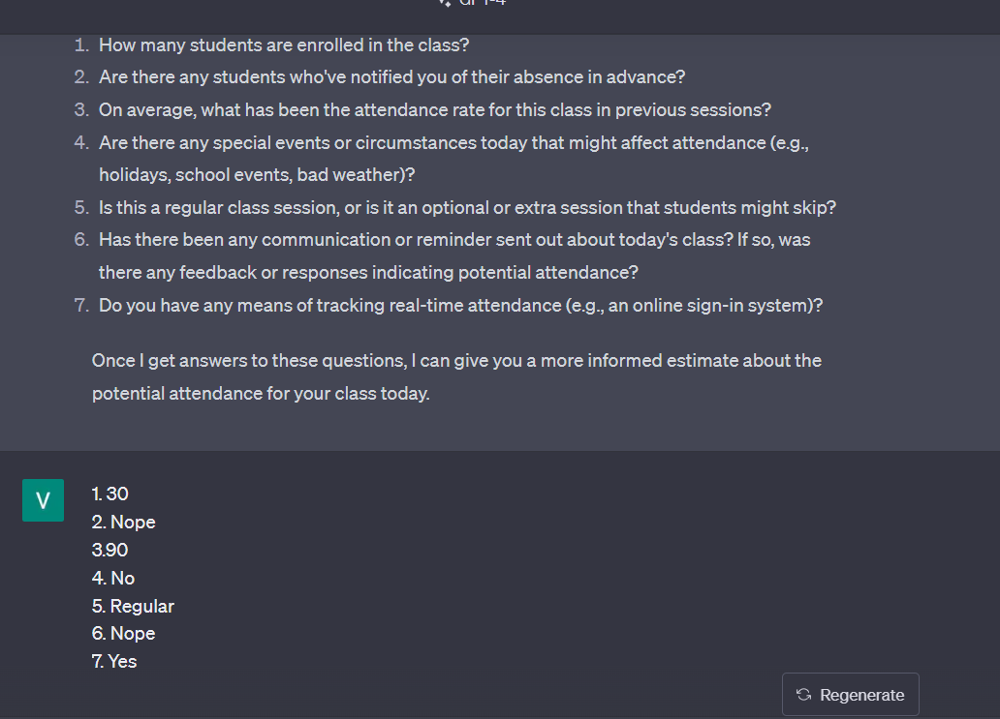 1. How many students are enrolled in the class?
2. Are there any students who've notified you of their absence in advance?
3. On average, what has been the attendance rate for this class in previous sessions?
4. Are there any special events or circumstances today that might affect attendance (e.g.,
holidays, school events, bad weather)?
5. Is this a regular class session, or is it an optional or extra session that students might skip?
6. Has there been any communication or reminder sent out about today's class? If so, was
there any feedback or responses indicating potential attendance?
7. Do you have any means of tracking real-time attendance (e.g., an online sign-in system)?
Once I get answers to these questions, I can give you a more informed estimate about the
potential attendance for your class today.
V
1. 30
2. Nope
3.90
4. No
5. Regular
6. Nope
7. Yes
Regenerate